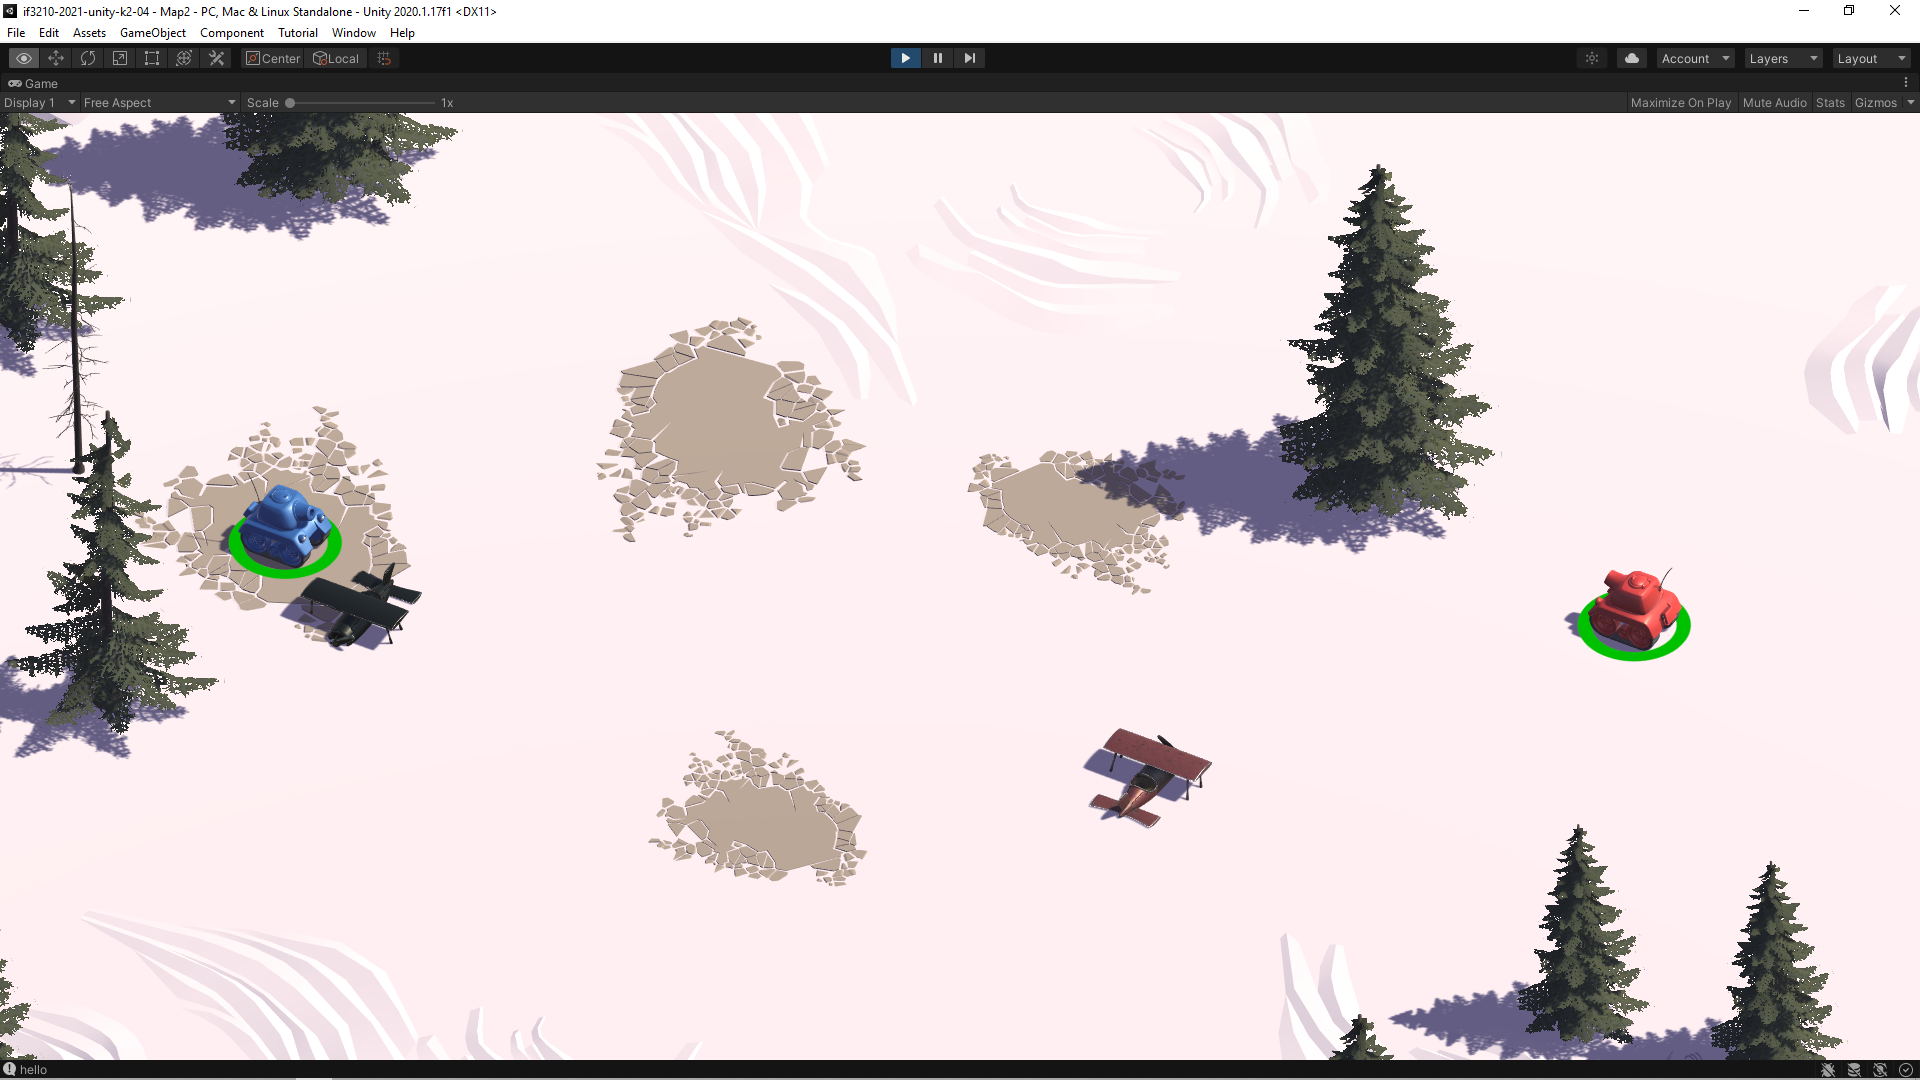 if3210-2021-unity-k2-04 - Map2 - PC, Mac & Linux Standalone - Unity 2020.1.17f1 <DX11>
File Edit Assets GameObject Component Tutorial Window Help
Center Local Account Layers Layout
Game
Display 1 Free Aspect Scale 1x Maximize On Play Mute Audio Stats Gizmos
hello